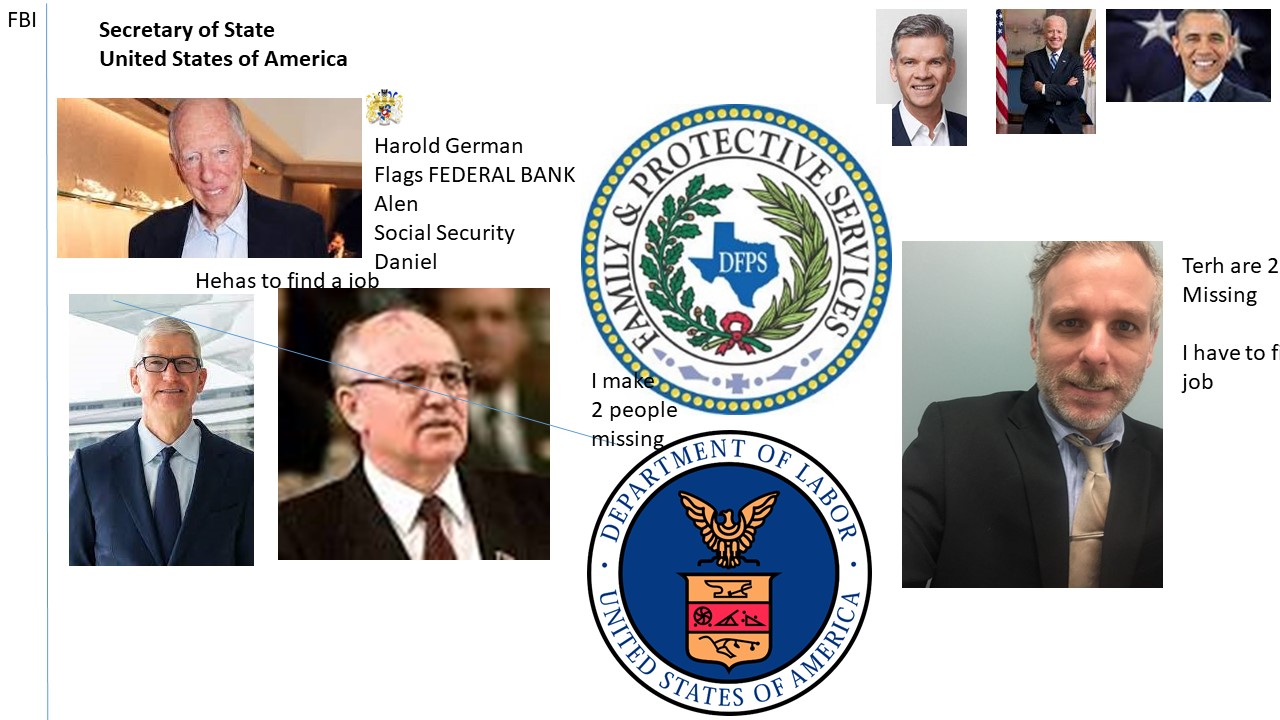 FBI
Secretary of State
United States of America
Harold German
Flags FEDERAL BANK
Alen
Social Security
Daniel
Hehas to find a job
FAMILY & PROTECTIVE SERVICES
DFPS
I make
2 people
missing
DEPARTMENT OF LABOR
UNITED STATES OF AMERICA
Terh are 2
Missing
I have to fi
job